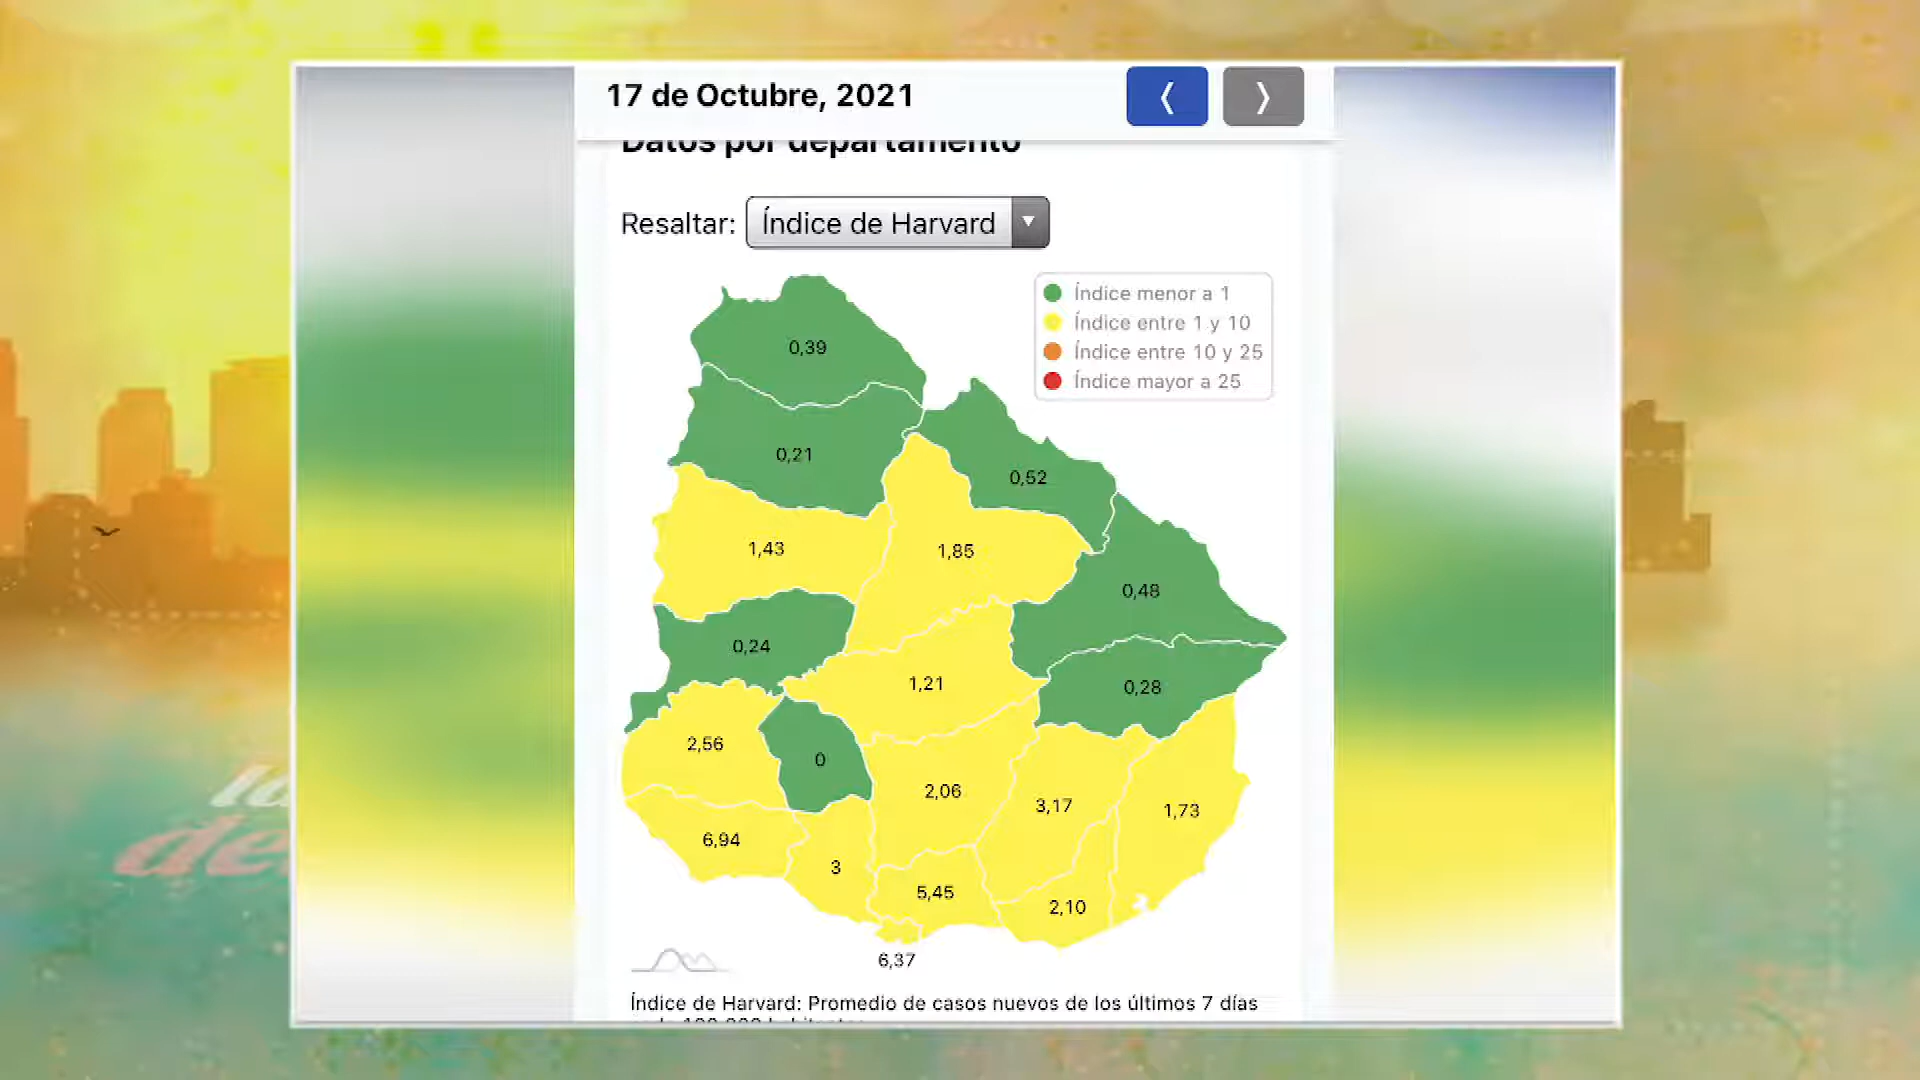 17 de Octubre, 2021
Datos por departamento
Resaltar: Índice de Harvard
Índice menor a 1
Índice entre 1 y 10
Índice entre 10 y 25
Índice mayor a 25
0,39
0,21
0,52
1,43
1,85
0,48
0,24
1,21
0,28
2,56
0
2,06
3,17
1,73
6,94
3
5,45
2,10
6,37
Índice de Harvard: Promedio de casos nuevos de los últimos 7 días